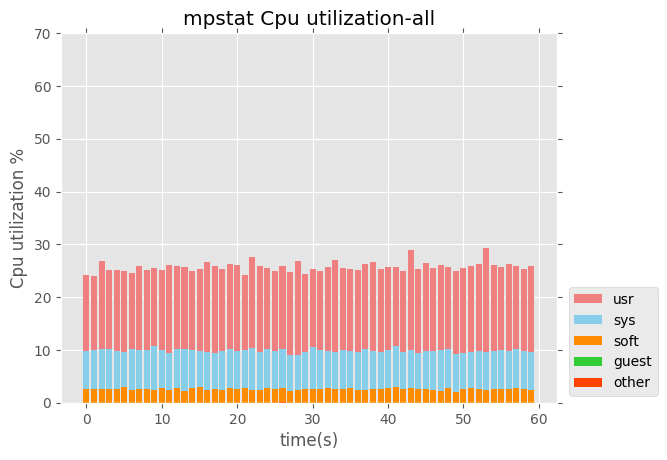 mpstat Cpu utilization-all
70
60
50
40
30
20
10
0
Cpu utilization %
0
10
20
30
40
50
60
time(s)
usr
sys
soft
guest
other